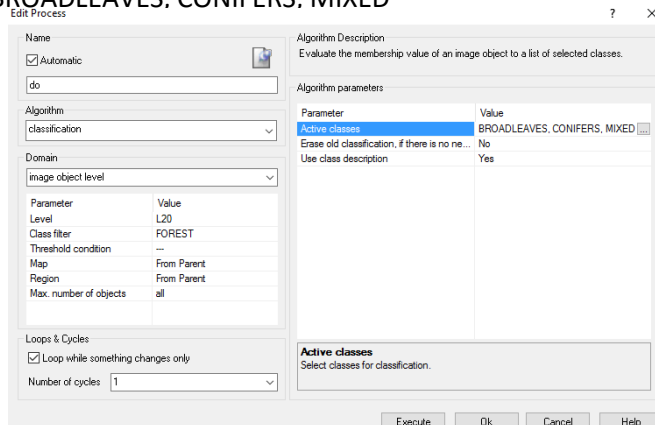 BROADLEAVES, CONIFERS, MIXED
Edit Process ? ×
Name
Automatic
do
Algorithm
classification
Domain
image object level
Parameter Value
Level L20
Class filter FOREST
Threshold condition ---
Map From Parent
Region From Parent
Max. number of objects all
Loops & Cycles
Loop while something changes only
Number of cycles 1
Algorithm Description
Evaluate the membership value of an image object to a list of selected classes.
Algorithm parameters
Parameter Value
Active classes BROADLEAVES, CONIFERS, MIXED ...
Erase old classification, if there is no ne... No
Use class description Yes
Active classes
Select classes for classification.
Execute Ok Cancel Help